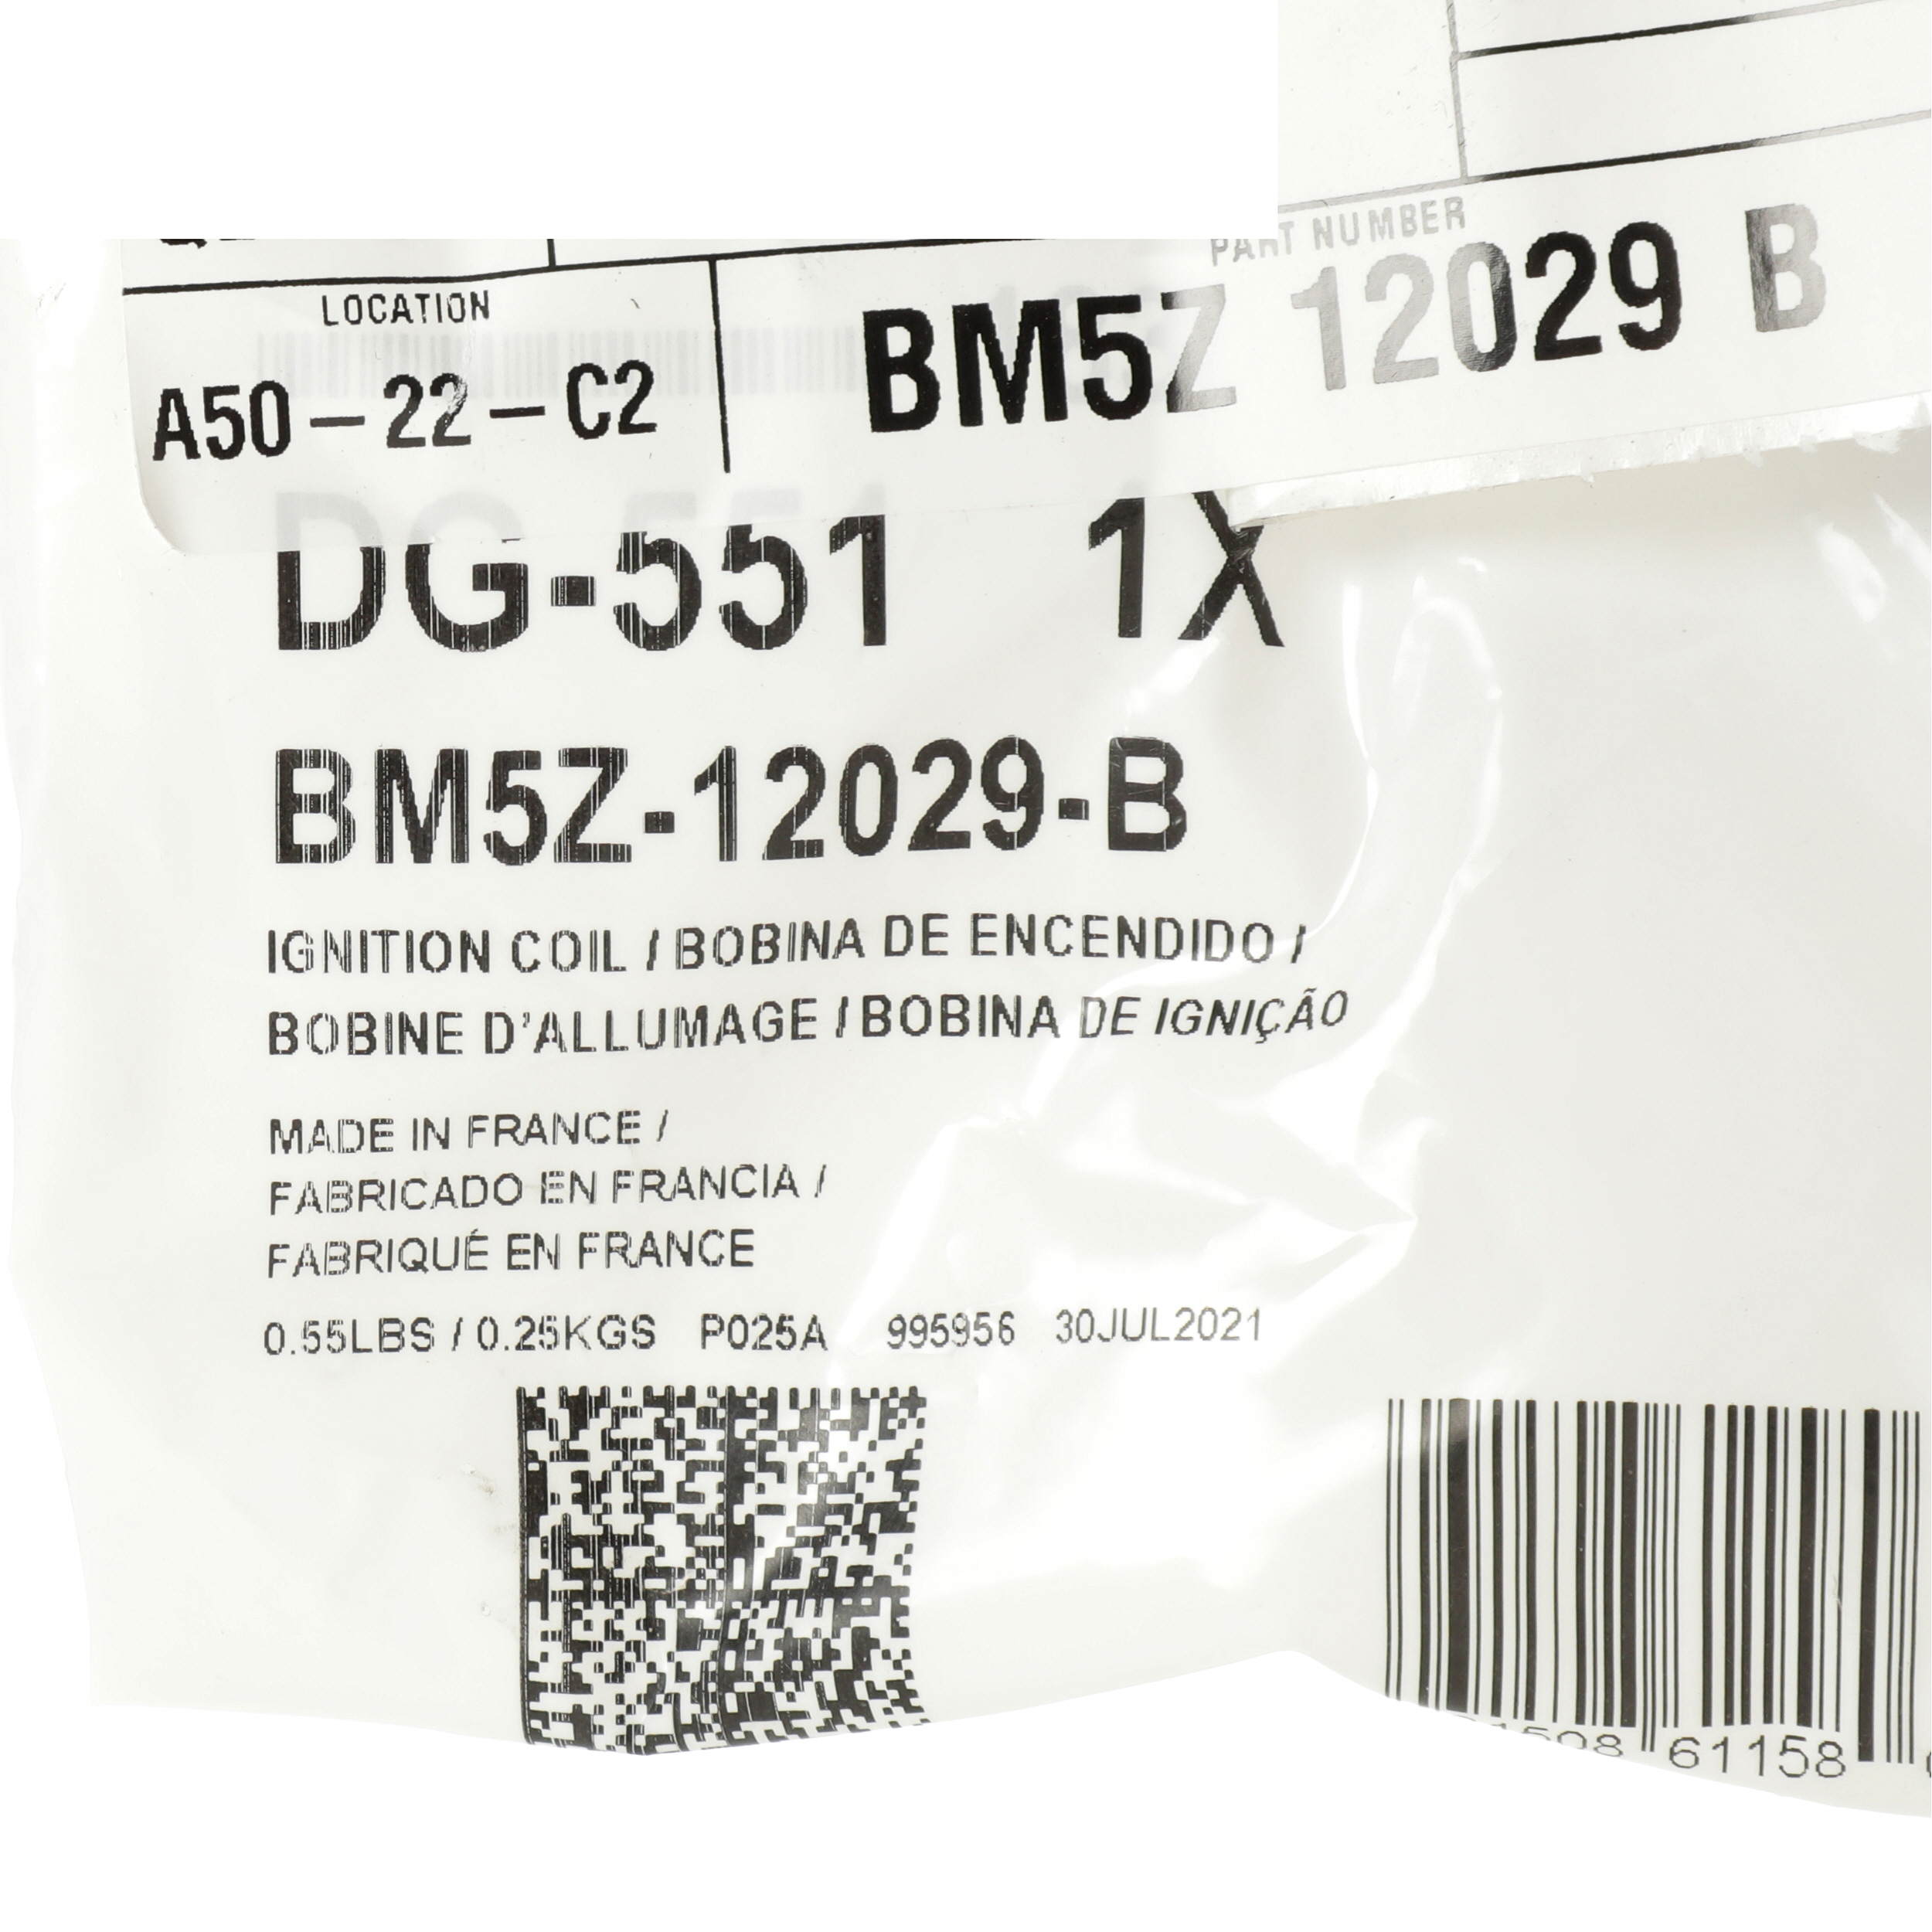 PART NUMBER
LOCATION
A50-22-C2
BM5Z 12029 B
DG-551 1X
BM5Z-12029-B
IGNITION COIL / BOBINA DE ENCENDIDO /
BOBINE D'ALLUMAGE / BOBINA DE IGNIÇÃO
MADE IN FRANCE /
FABRICADO EN FRANCIA /
FABRIQUÉ EN FRANCE
0.55LBS / 0.25KGS P025A 995956 30JUL2021
61158